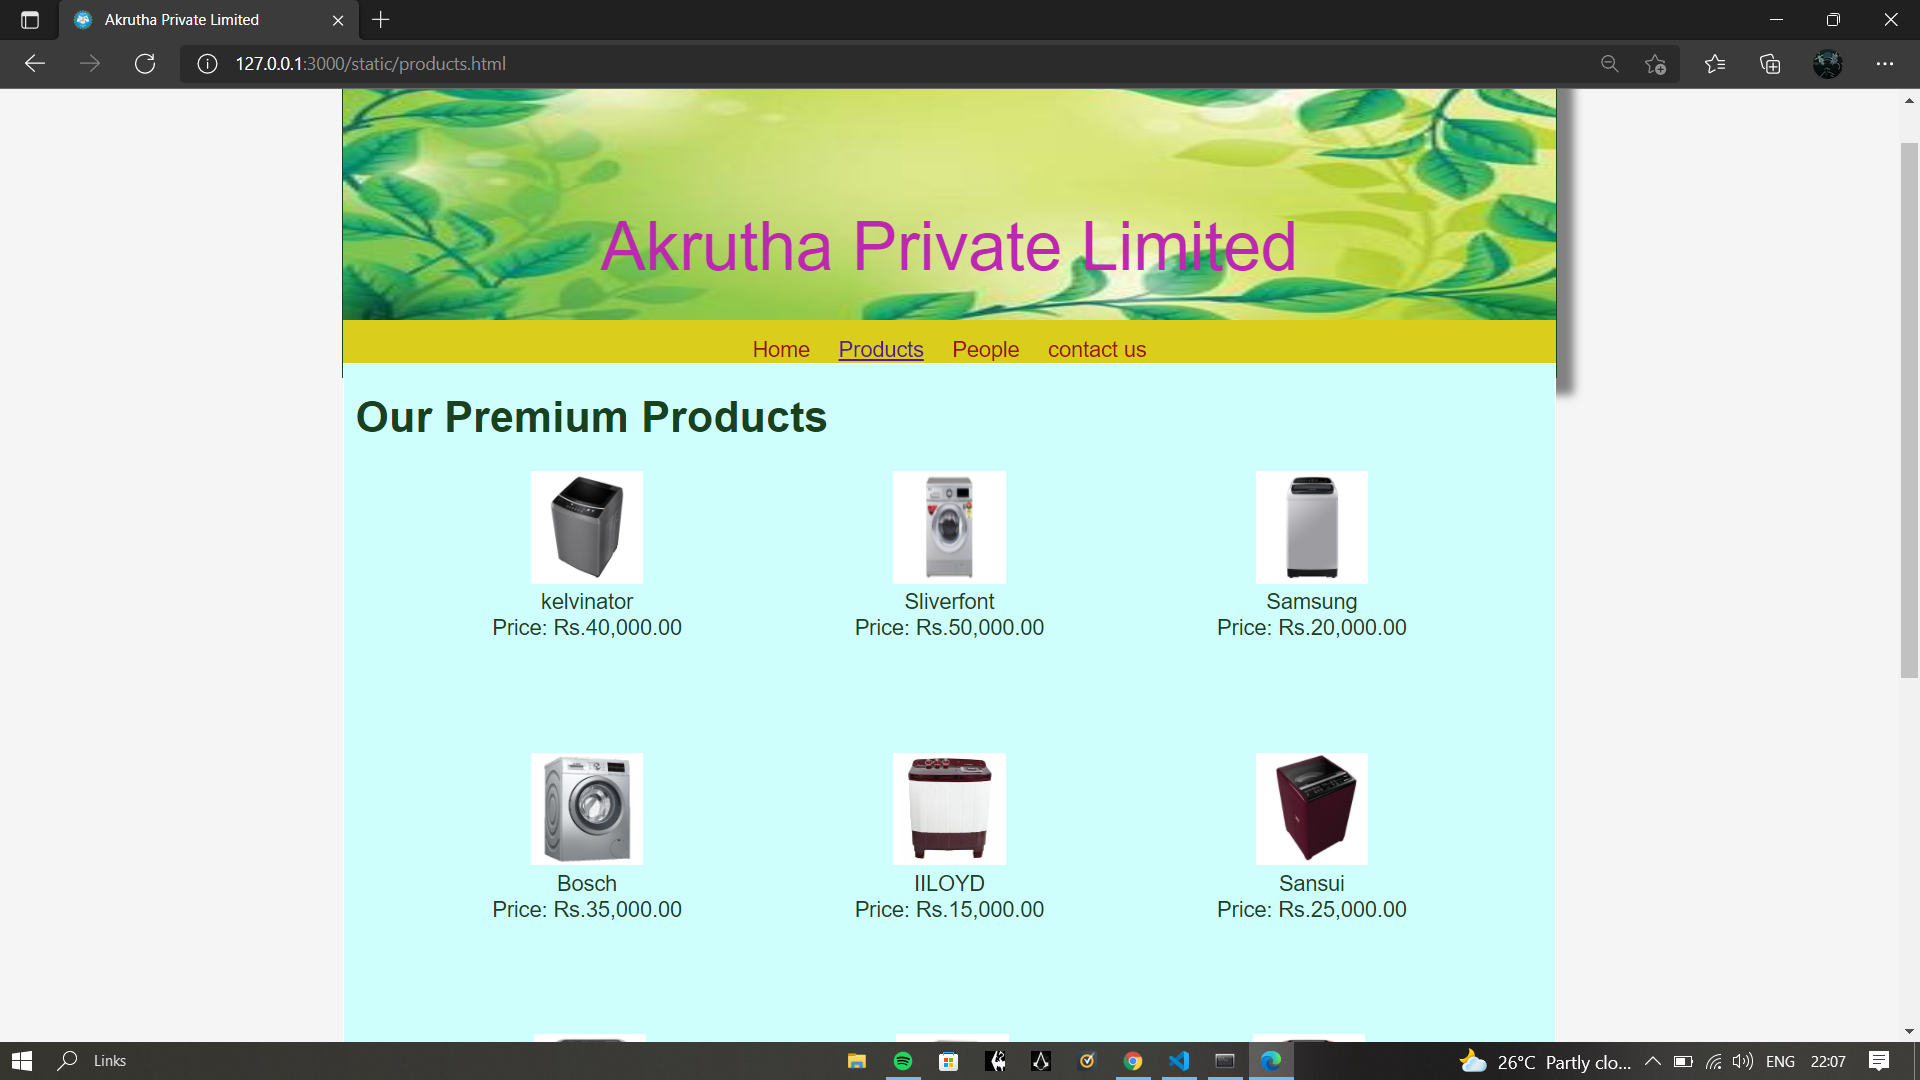 Akrutha Private Limited
127.0.0.1:3000/static/products.html
Akrutha Private Limited
Home Products People contact us
Our Premium Products
kelvinator Sliverfont Samsung
Price: Rs.40,000.00 Price: Rs.50,000.00 Price: Rs.20,000.00
Bosch IILOYD Sansui
Price: Rs.35,000.00 Price: Rs.15,000.00 Price: Rs.25,000.00
Links 26°C Partly clo... ENG 22:07